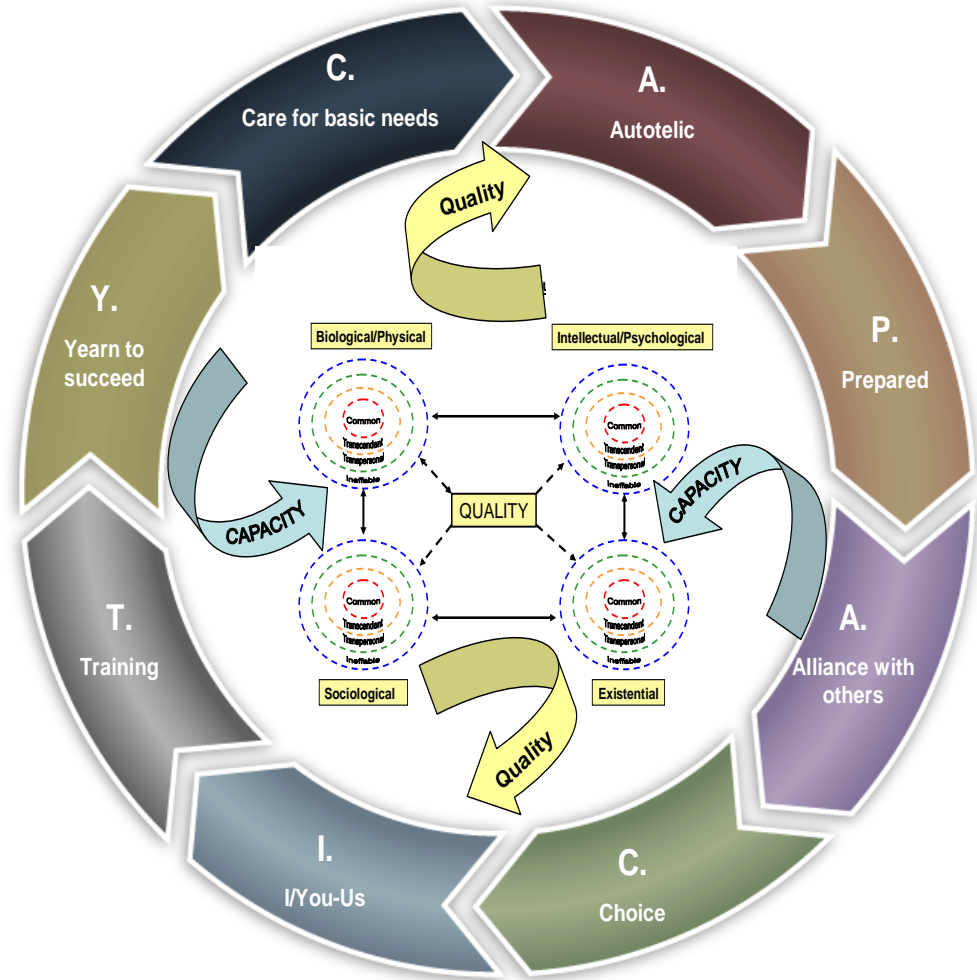 C.
Care for basic needs
A.
Autotelic
P.
Prepared
A.
Alliance with
others
C.
Choice
I.
I/You-Us
T.
Training
Y.
Yearn to
succeed
Quality
CAPACITY
CAPACITY
Quality
Biological/Physical
Common
Transcendent
Transpersonal
Ineffable
Intellectual/Psychological
Common
Transcendent
Transpersonal
Ineffable
QUALITY
Common
Transcendent
Transpersonal
Ineffable
Sociological
Common
Transcendent
Transpersonal
Ineffable
Existential